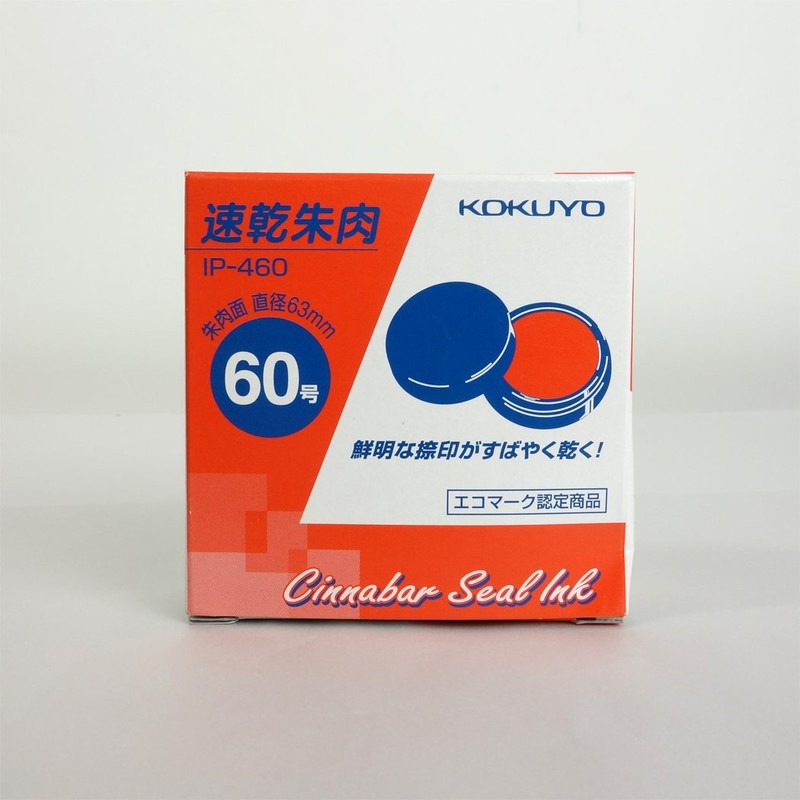 速乾朱肉
IP-460
朱肉面 直径63mm
60号
KOKUYO
鮮明な捺印がすばやく乾く!
エコマーク認定商品
Cinnabar Seal Ink